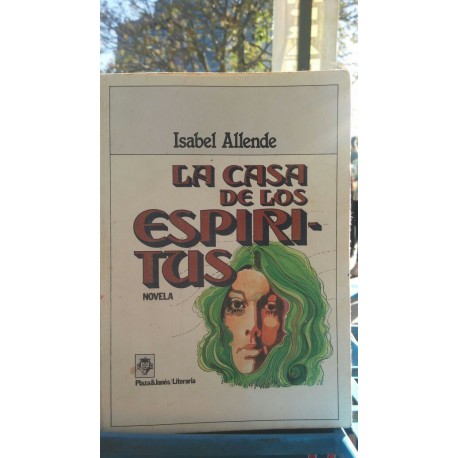 Isabel Allende
LA CASA
DE LOS
ESPIRI-
TUS
NOVELA
Plaza&Janés/Literaria